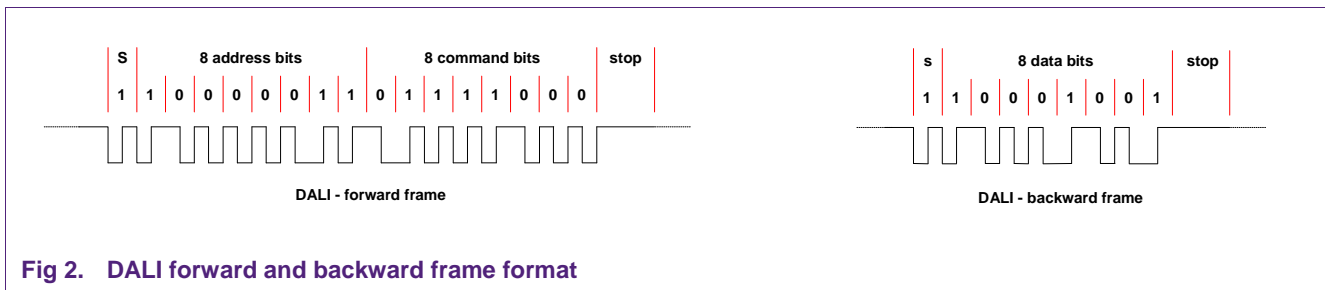 S 8 address bits 8 command bits stop
1 1 0 0 0 0 0 1 1 0 1 1 1 1 0 0 0
DALI - forward frame
s 8 data bits stop
1 1 0 0 0 1 0 0 1
DALI - backward frame
Fig 2. DALI forward and backward frame format